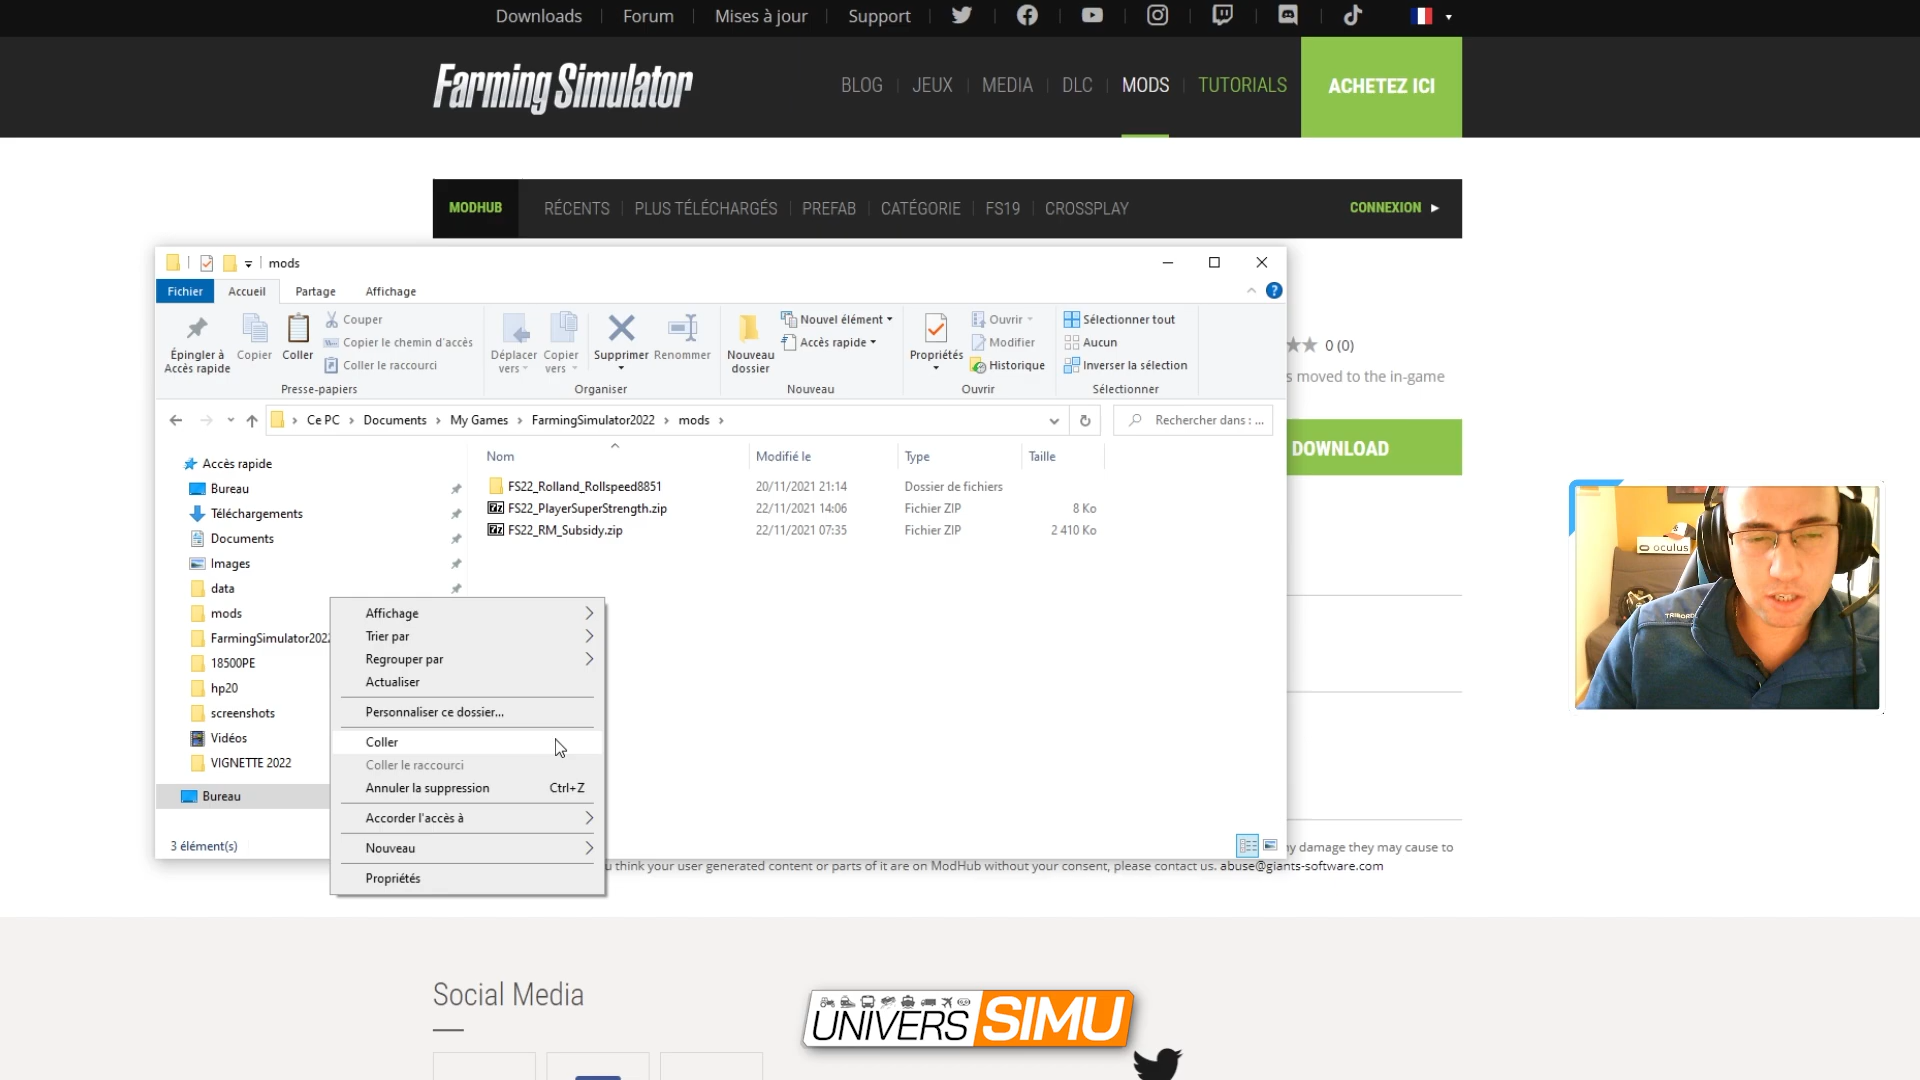 Downloads Forum Mises à jour Support
Farming Simulator BLOG JEUX MEDIA DLC MODS TUTORIALS ACHETEZ ICI
MODHUB RÉCENTS PLUS TÉLÉCHARGÉS PREFAB CATÉGORIE FS19 CROSSPLAY CONNEXION
mods
Fichier Accueil Partage Affichage
Épingler à Accès rapide
Copier
Coller
Couper
Copier le chemin d'accès
Coller le raccourci
Presse-papiers
Déplacer vers
Copier vers
Supprimer
Renommer
Organiser
Nouveau dossier
Nouvel élément
Accès rapide
Nouveau
Propriétés
Ouvrir
Modifier
Historique
Ouvrir
Sélectionner tout
Aucun
Inverser la sélection
Sélectionner
0 (0)
s moved to the in-game
DOWNLOAD
Ce PC Documents My Games FarmingSimulator2022 mods
Rechercher dans : ...
Nom Modifié le Type Taille
FS22_Rolland_Rollspeed8851 20/11/2021 21:14 Dossier de fichiers
FS22_PlayerSuperStrength.zip 22/11/2021 14:06 Fichier ZIP 8 Ko
FS22_RM_Subsidy.zip 22/11/2021 07:35 Fichier ZIP 2 410 Ko
Accès rapide
Bureau
Téléchargements
Documents
Images
data
mods
FarmingSimulator202
18500PE
hp20
screenshots
Vidéos
VIGNETTE 2022
Bureau
3 élément(s)
Affichage
Trier par
Regrouper par
Actualiser
Personnaliser ce dossier...
Coller
Coller le raccourci
Annuler la suppression Ctrl+Z
Accorder l'accès à
Nouveau
Propriétés
oculus
TRIBORD
ny damage they may cause to
u think your user generated content or parts of it are on ModHub without your consent, please contact us. abuse@giants-software.com
Social Media
UNIVERS SIMU